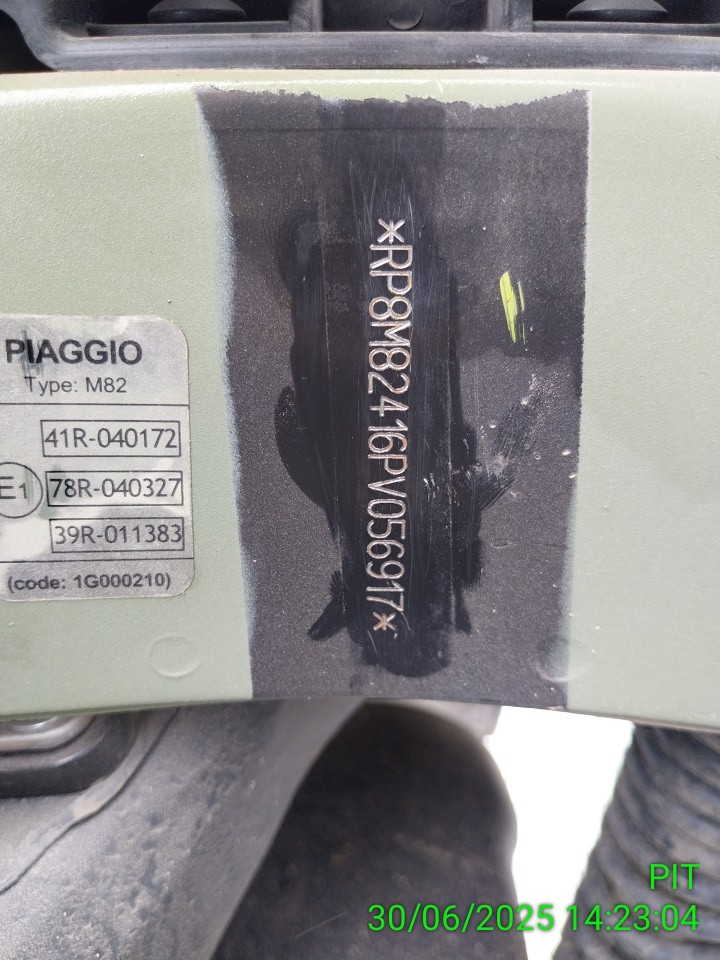 *RP8M82416PV056917*
PIAGGIO
Type: M82
41R-040172
E1
78R-040327
39R-011383
(code: 1G000210)
PIT
30/06/2025 14:23:04